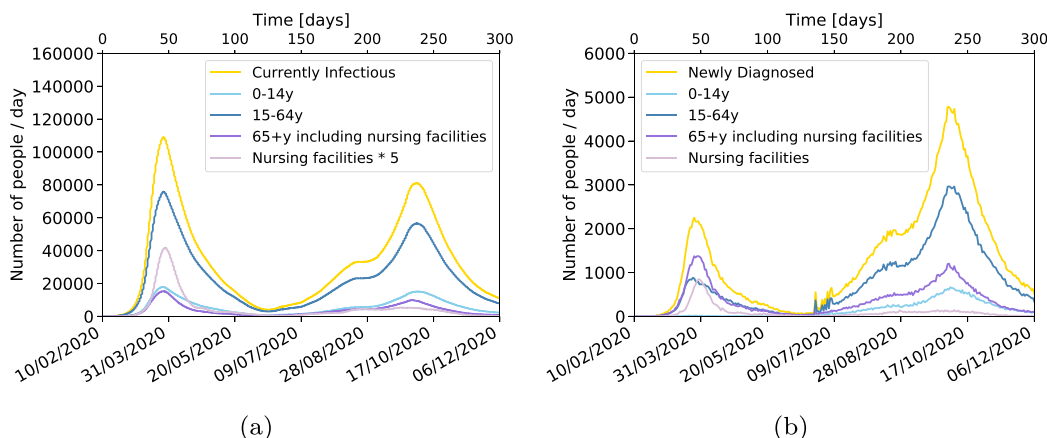 Time [days]
0 50 100 150 200 250 300
160000
140000
120000
100000
80000
60000
40000
20000
0
Number of people / day
Currently Infectious
0-14y
15-64y
65+y including nursing facilities
Nursing facilities * 5
10/02/2020 31/03/2020 20/05/2020 09/07/2020 28/08/2020 17/10/2020 06/12/2020
(a)
Time [days]
0 50 100 150 200 250 300
6000
5000
4000
3000
2000
1000
0
Number of people / day
Newly Diagnosed
0-14y
15-64y
65+y including nursing facilities
Nursing facilities
10/02/2020 31/03/2020 20/05/2020 09/07/2020 28/08/2020 17/10/2020 06/12/2020
(b)